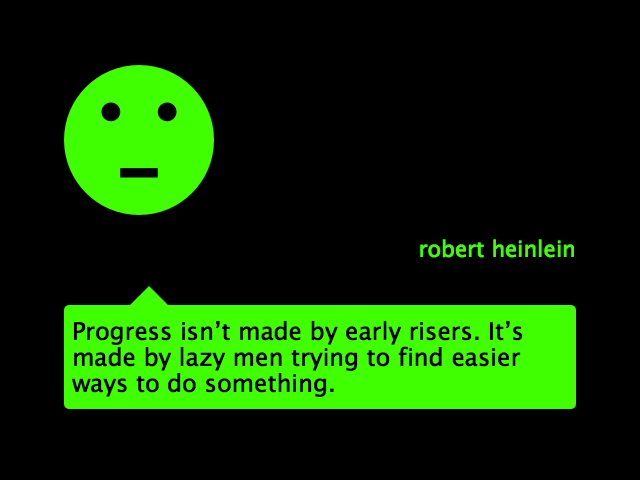 robert heinlein
Progress isn’t made by early risers. It’s
made by lazy men trying to find easier
ways to do something.